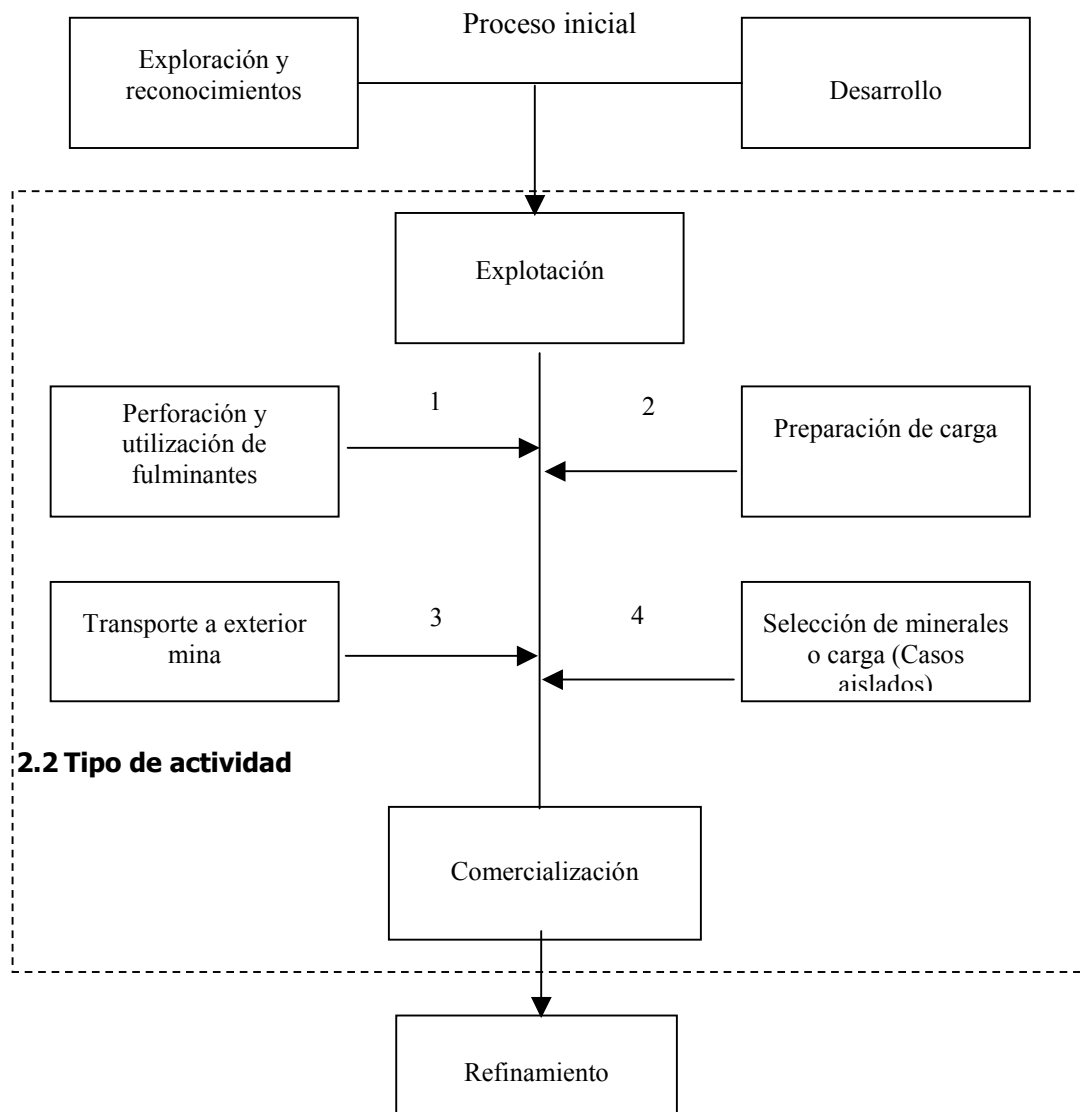 Proceso inicial
Exploración y
reconocimientos
Desarrollo
Explotación
1
2
Perforación y
utilización de
fulminantes
Preparación de carga
3
4
Transporte a exterior
mina
Selección de minerales
o carga (Casos
aislados)
2.2 Tipo de actividad
Comercialización
Refinamiento